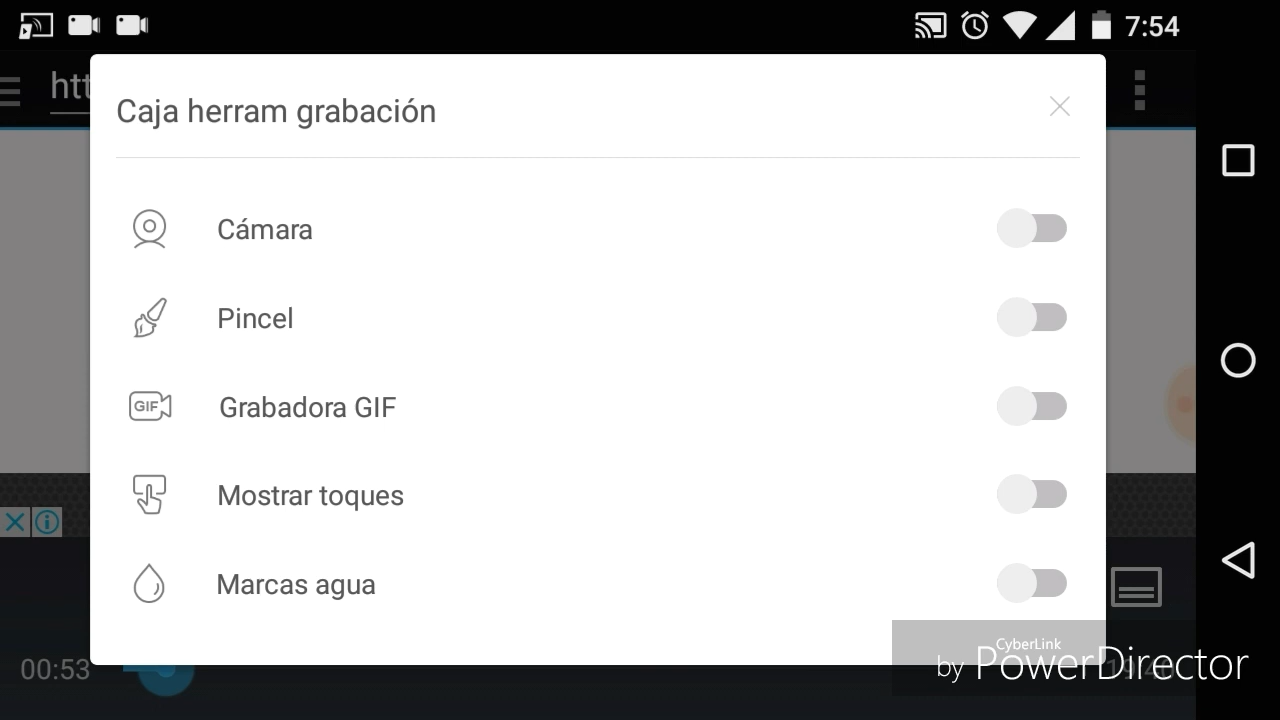 7:54
htt
Caja herram grabación
Cámara
Pincel
GIF
Grabadora GIF
Mostrar toques
Marcas agua
00:53
CyberLink
by PowerDirector